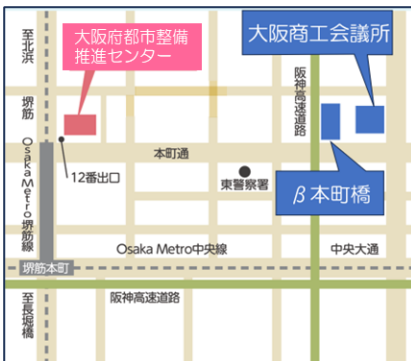 至北浜
堺筋
Osaka Metro堺筋線
至長堀橋
大阪府都市整備
推進センター
大阪商工会議所
阪神高速道路
β本町橋
本町通
12番出口
東警察署
Osaka Metro中央線
中央大通
堺筋本町
阪神高速道路